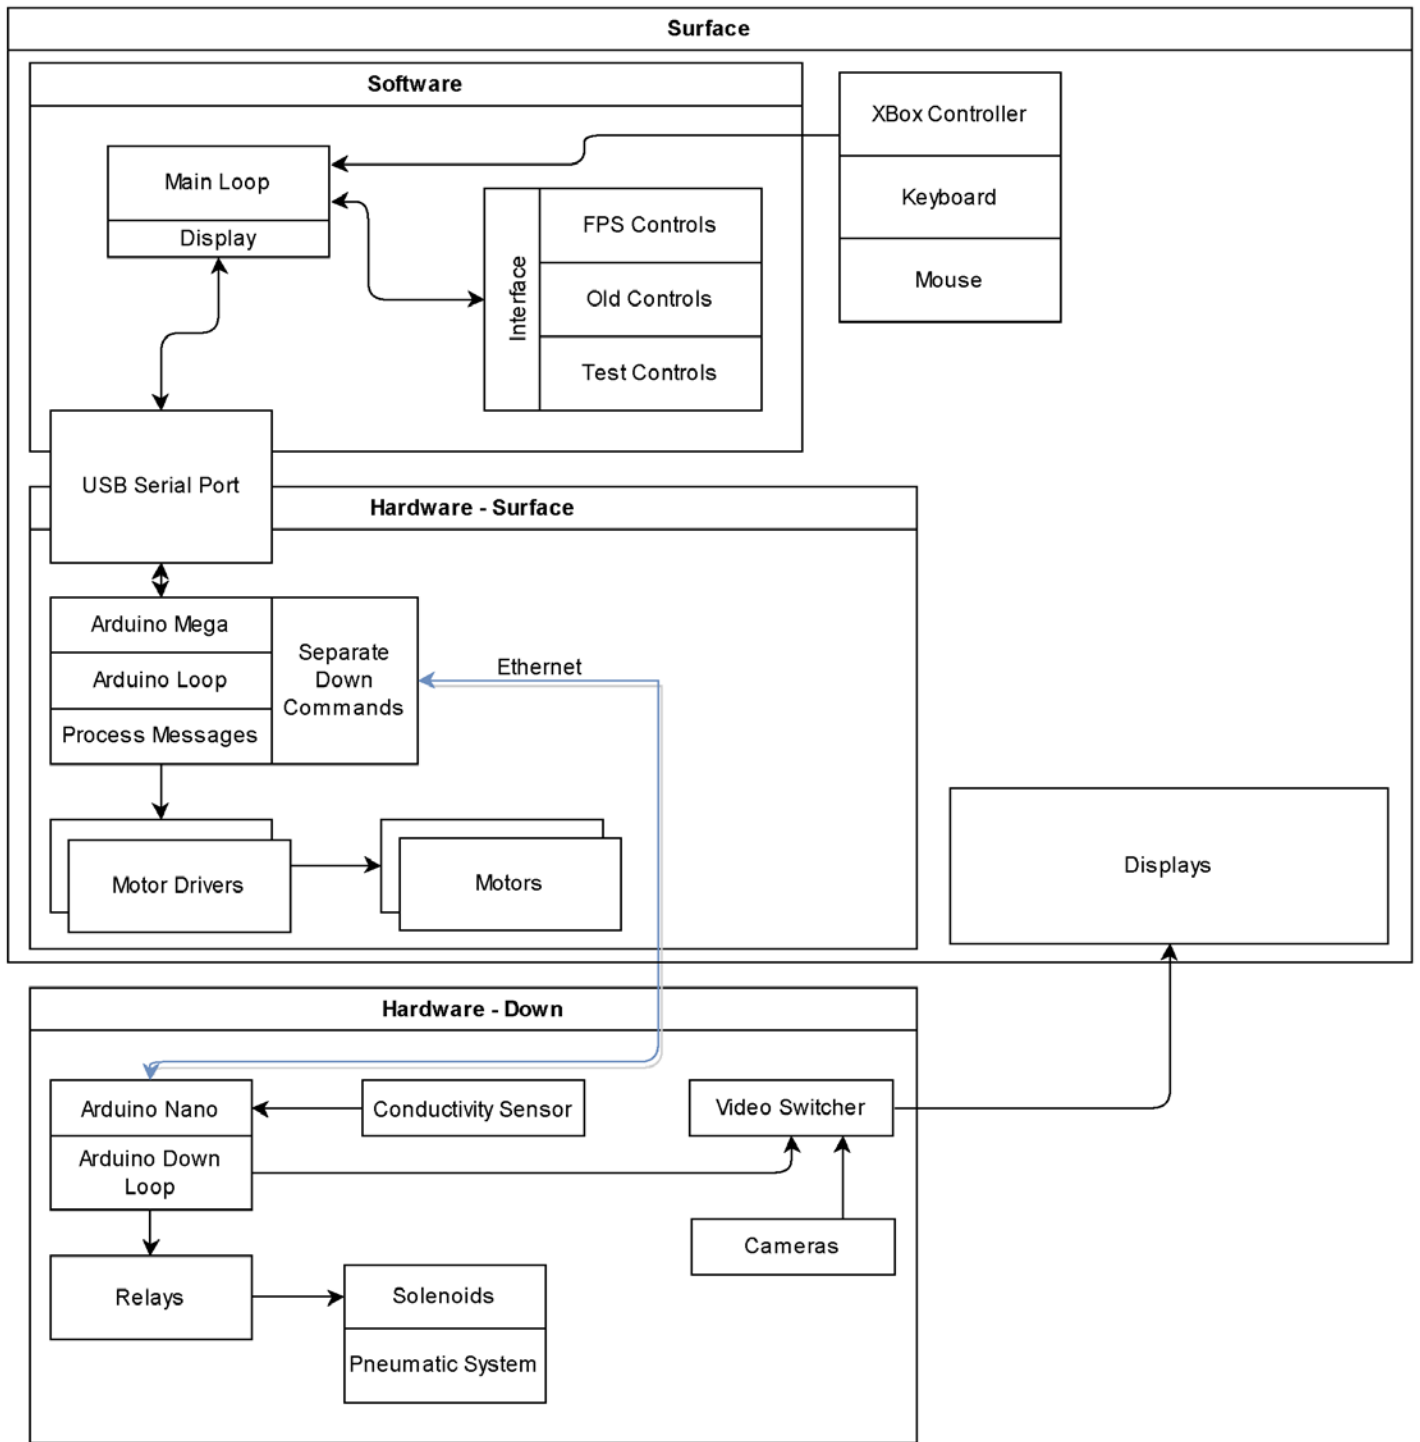 Surface
Software
XBox Controller
Main Loop
Keyboard
FPS Controls
Display
Mouse
Interface
Old Controls
Test Controls
USB Serial Port
Hardware - Surface
Arduino Mega
Separate
Down
Commands
Ethernet
Arduino Loop
Process Messages
Displays
Motor Drivers
Motors
Hardware - Down
Arduino Nano
Conductivity Sensor
Video Switcher
Arduino Down
Loop
Cameras
Relays
Solenoids
Pneumatic System